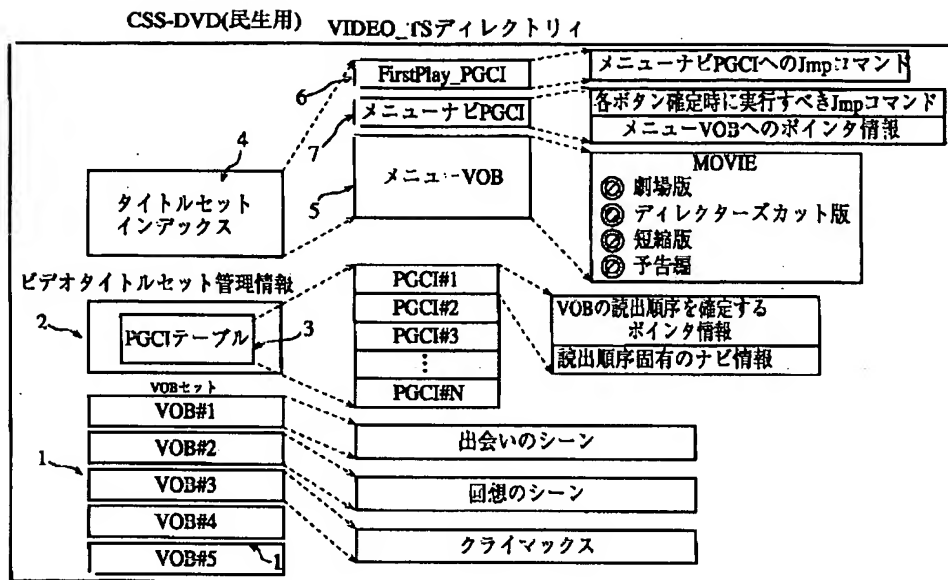 CSS-DVD(民生用)
VIDEO_TSディレクトリィ
6
FirstPlay_PGCI
メニューナビPGCIへのJmpコマンド
7
メニューナビPGCI
各ボタン確定時に実行すべきJmpコマンド
メニューVOBへのポインタ情報
4
タイトルセット
インデックス
5
メニューVOB
MOVIE
劇場版
ディレクターズカット版
短縮版
予告編
ビデオタイトルセット管理情報
2
PGCIテーブル
3
PGCI#1
PGCI#2
PGCI#3
⋮
PGCI#N
VOBの読出順序を確定する
ポインタ情報
読出順序固有のナビ情報
VOBセット
1
VOB#1
VOB#2
VOB#3
VOB#4
VOB#5
1
出会いのシーン
回想のシーン
クライマックス